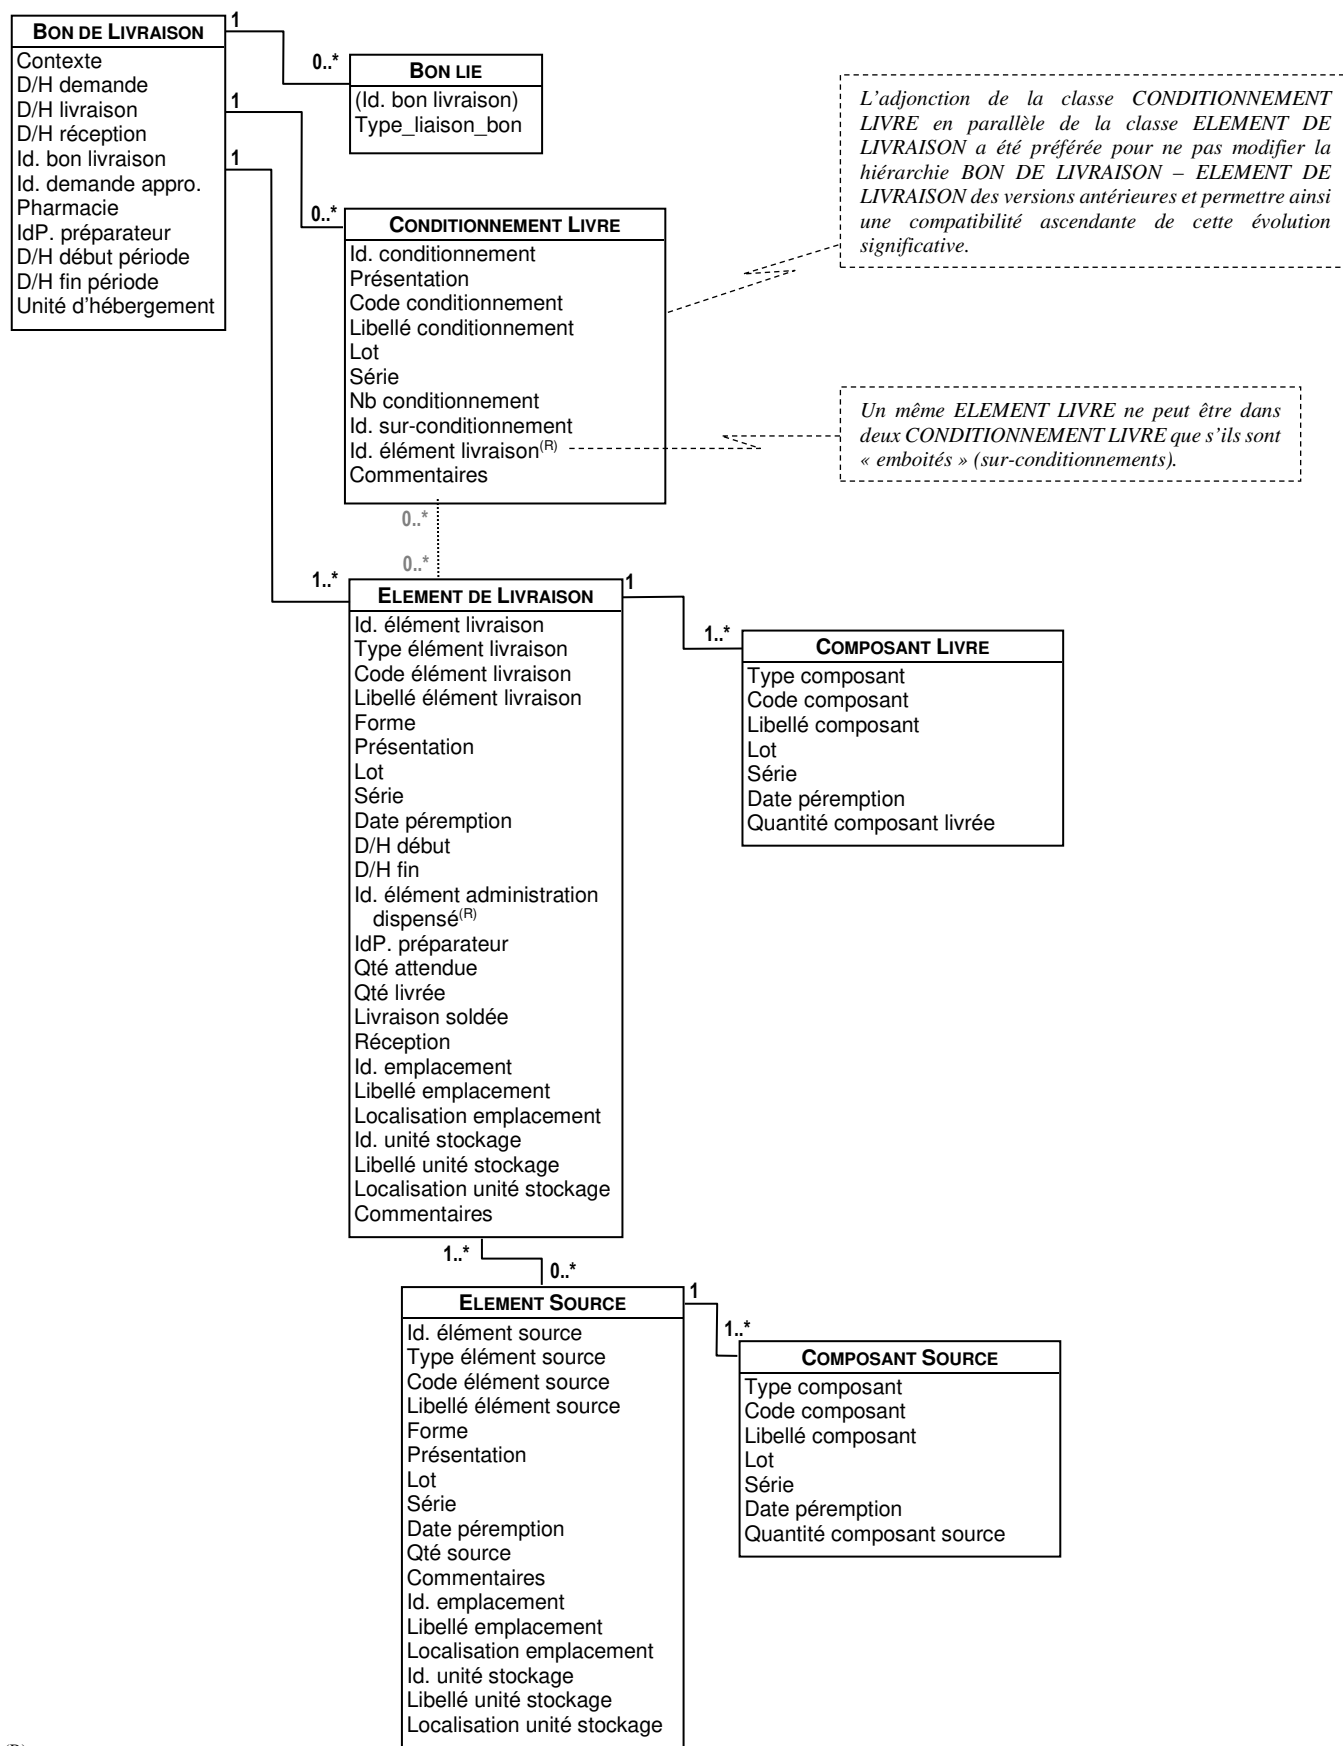 BON DE LIVRAISON
Contexte
D/H demande
D/H livraison
D/H réception
Id. bon livraison
Id. demande appro.
Pharmacie
IdP. préparateur
D/H début période
D/H fin période
Unité d'hébergement
1
0..*
1
0..*
1
1..*
BON LIE
(Id. bon livraison)
Type_liaison_bon
CONDITIONNEMENT LIVRE
Id. conditionnement
Présentation
Code conditionnement
Libellé conditionnement
Lot
Série
Nb conditionnement
Id. sur-conditionnement
Id. élément livraison(R)
Commentaires
L'adjonction de la classe CONDITIONNEMENT
LIVRE en parallèle de la classe ELEMENT DE
LIVRAISON a été préférée pour ne pas modifier la
hiérarchie BON DE LIVRAISON – ELEMENT DE
LIVRAISON des versions antérieures et permettre ainsi
une compatibilité ascendante de cette évolution
significative.
Un même ELEMENT LIVRE ne peut être dans
deux CONDITIONNEMENT LIVRE que s'ils sont
« emboités » (sur-conditionnements).
0..*
0..*
ELEMENT DE LIVRAISON
Id. élément livraison
Type élément livraison
Code élément livraison
Libellé élément livraison
Forme
Présentation
Lot
Série
Date péremption
D/H début
D/H fin
Id. élément administration
dispensé(R)
IdP. préparateur
Qté attendue
Qté livrée
Livraison soldée
Réception
Id. emplacement
Libellé emplacement
Localisation emplacement
Id. unité stockage
Libellé unité stockage
Localisation unité stockage
Commentaires
1
1..*
COMPOSANT LIVRE
Type composant
Code composant
Libellé composant
Lot
Série
Date péremption
Quantité composant livrée
1..*
0..*
ELEMENT SOURCE
Id. élément source
Type élément source
Code élément source
Libellé élément source
Forme
Présentation
Lot
Série
Date péremption
Qté source
Commentaires
Id. emplacement
Libellé emplacement
Localisation emplacement
Id. unité stockage
Libellé unité stockage
Localisation unité stockage
1
1..*
COMPOSANT SOURCE
Type composant
Code composant
Libellé composant
Lot
Série
Date péremption
Quantité composant source